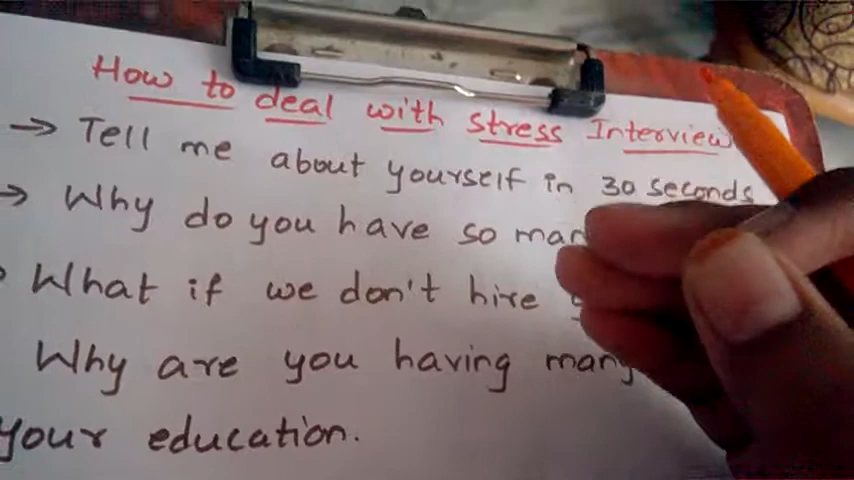 How to deal with stress Interview
→ Tell me about yourself in 30 seconds
→ Why do you have so
What if we don't hire
Why are you having many
your education.